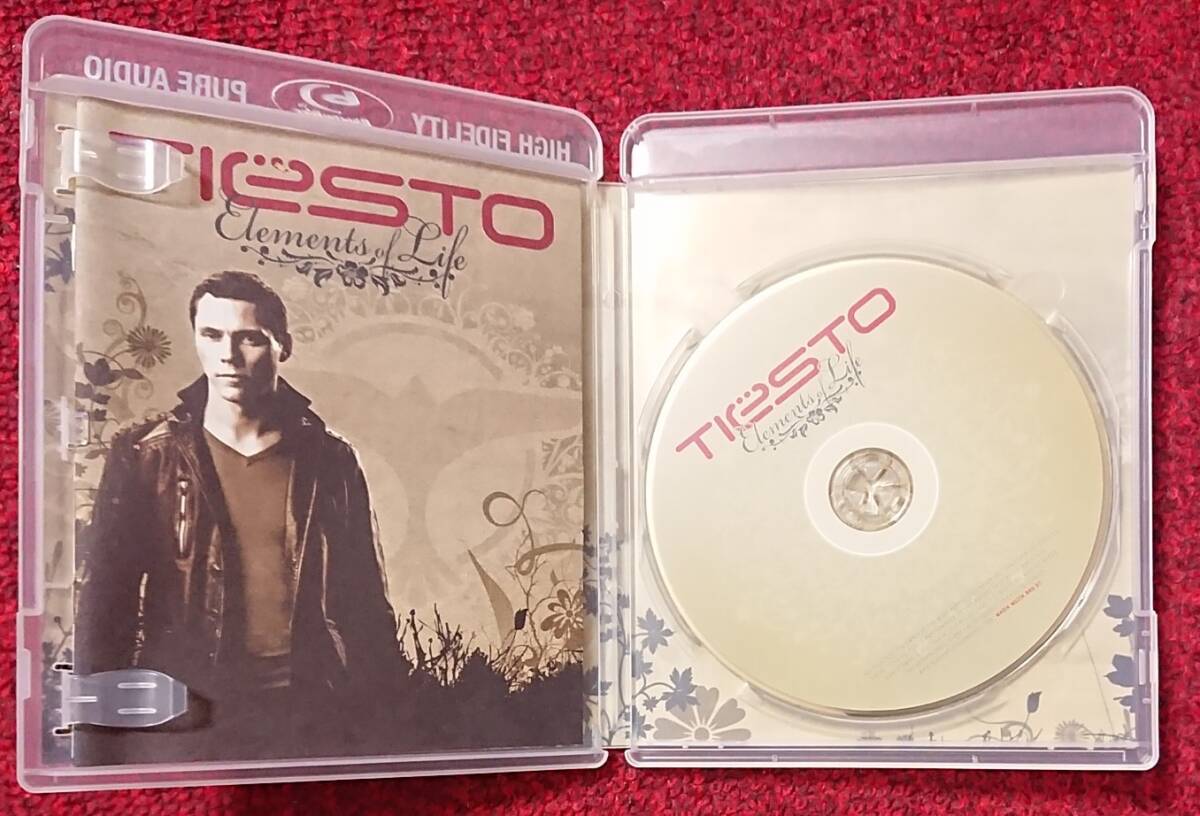 HIGH FIDELITY
PURE AUDIO
TIËSTO
Elements of Life
TIËSTO
Elements of Life